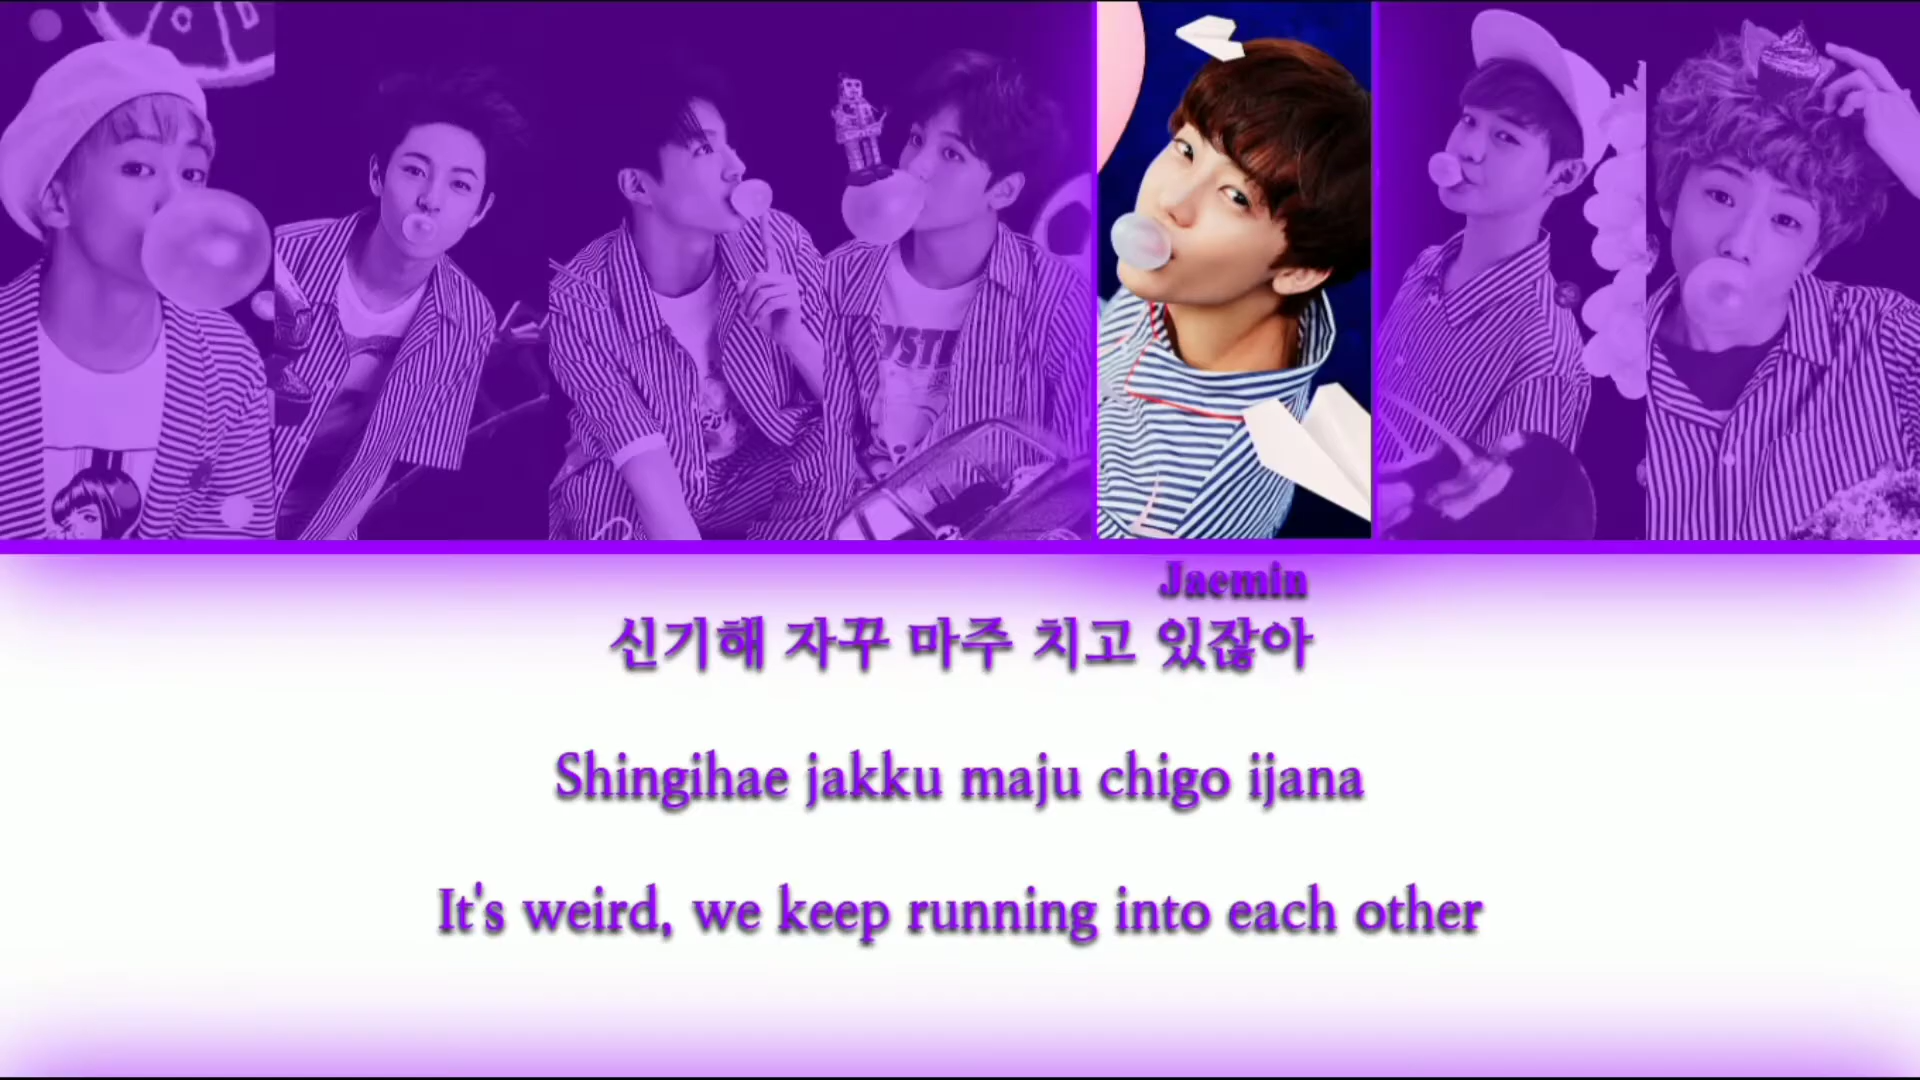 YSTE
Jaemin
신기해 자꾸 마주 치고 있잖아
Shingihae jakku maju chigo ijana
It's weird, we keep running into each other